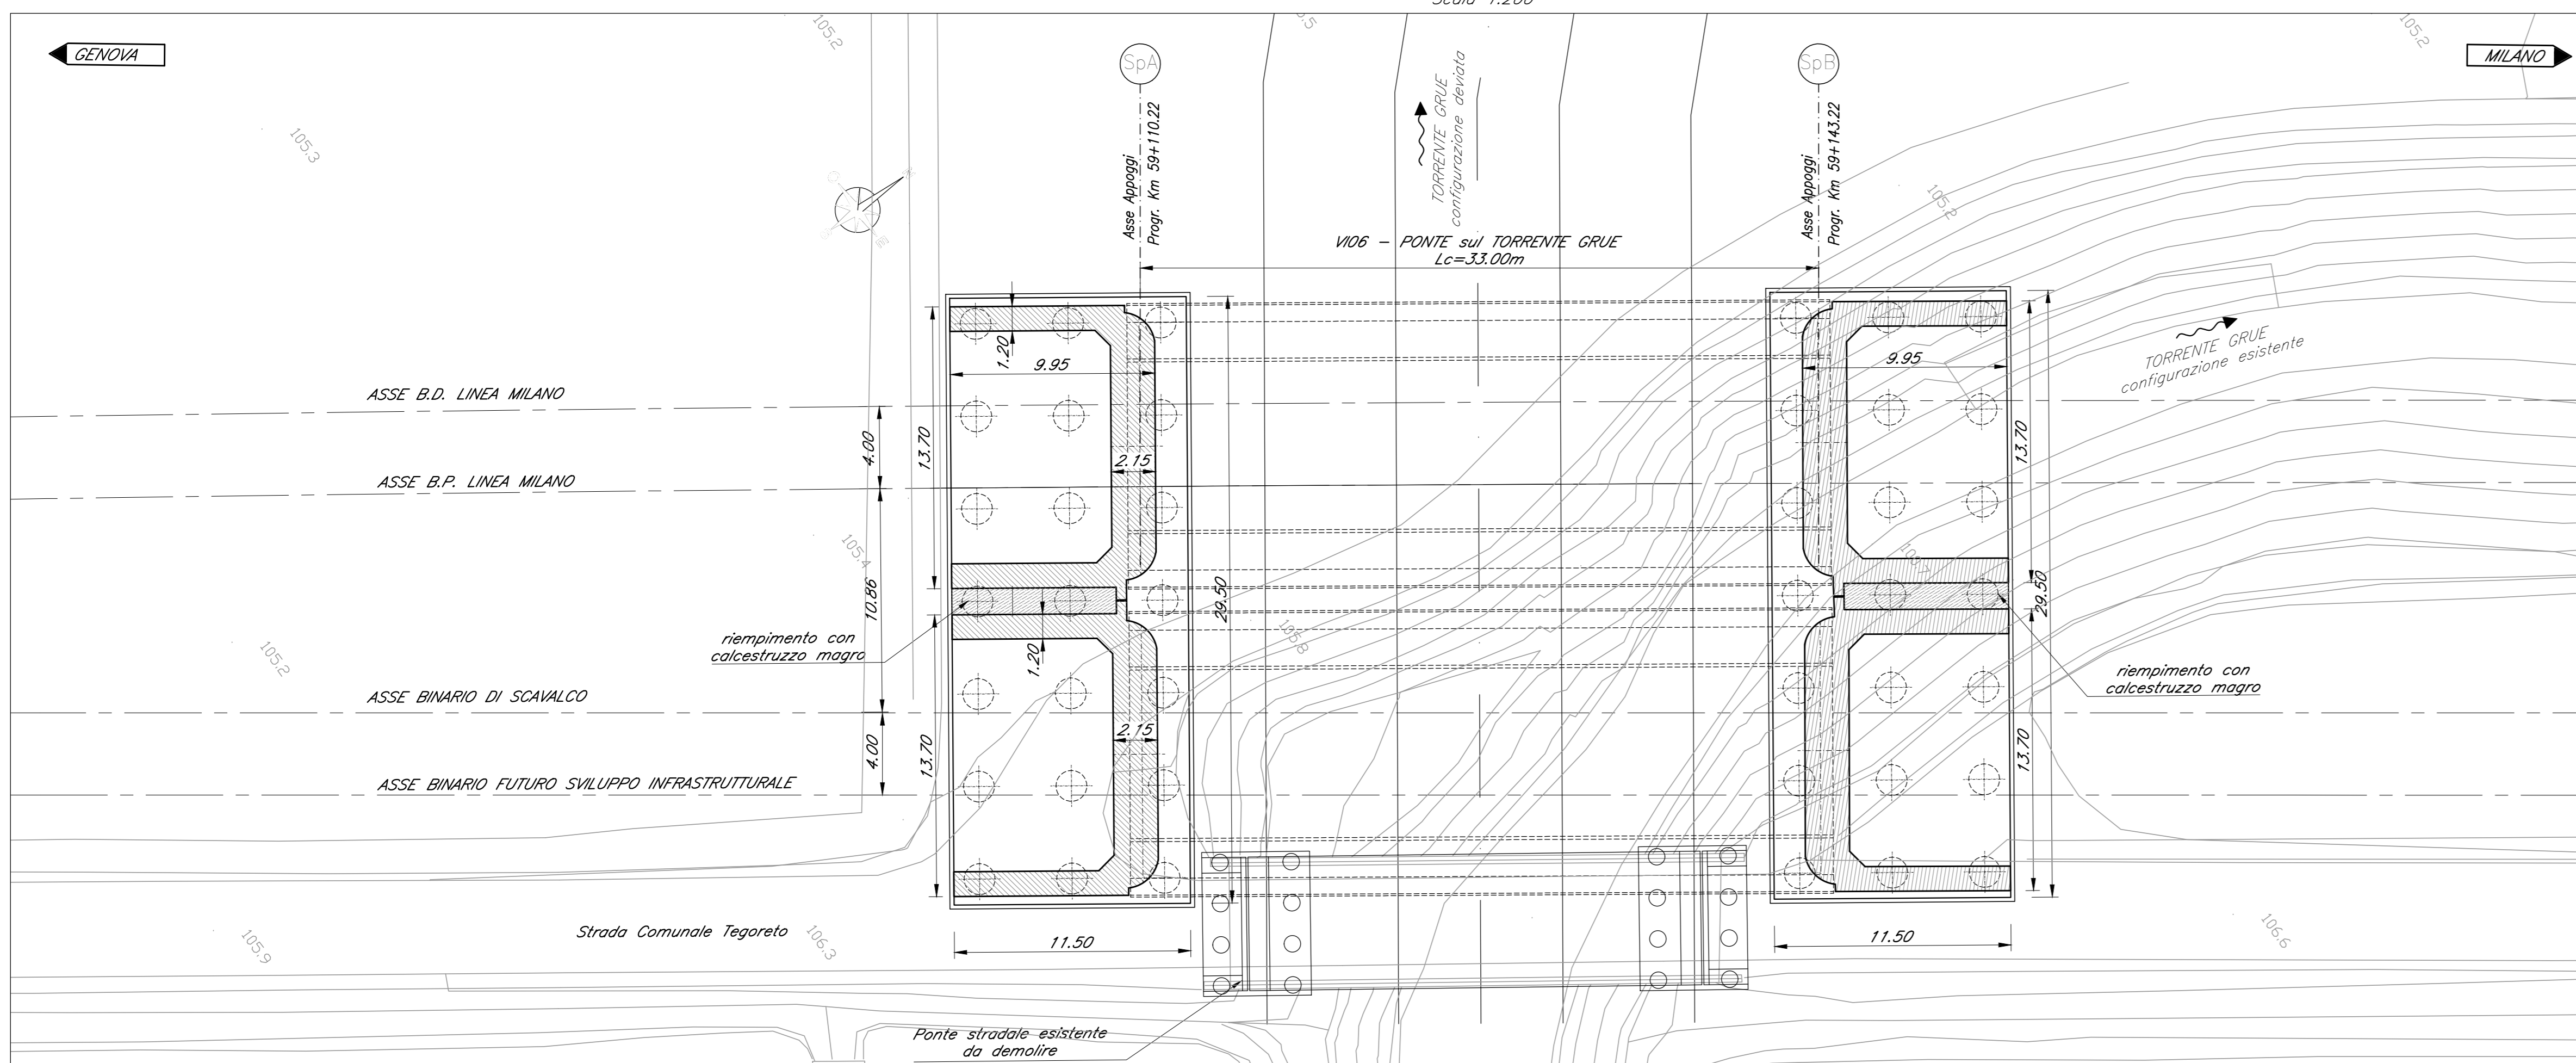 Scala 1:200
GENOVA
MILANO
105.2
105.2
SpA
SpB
Asse Appoggi
Progr. Km 59+110.22
Asse Appoggi
Progr. Km 59+143.22
TORRENTE GRUE
configurazione deviata
105.3
105.2
VI06 - PONTE sul TORRENTE GRUE
Lc=33.00m
TORRENTE GRUE
configurazione esistente
1.20
9.95
9.95
ASSE B.D. LINEA MILANO
4.00
13.70
2.15
13.70
ASSE B.P. LINEA MILANO
105.4
10.86
29.50
29.50
riempimento con
calcestruzzo magro
1.20
105.8
105.2
riempimento con
calcestruzzo magro
ASSE BINARIO DI SCAVALCO
4.00
13.70
2.15
13.70
ASSE BINARIO FUTURO SVILUPPO INFRASTRUTTURALE
Strada Comunale Tegoreto
105.9
106.3
11.50
11.50
106.6
Ponte stradale esistente
da demolire